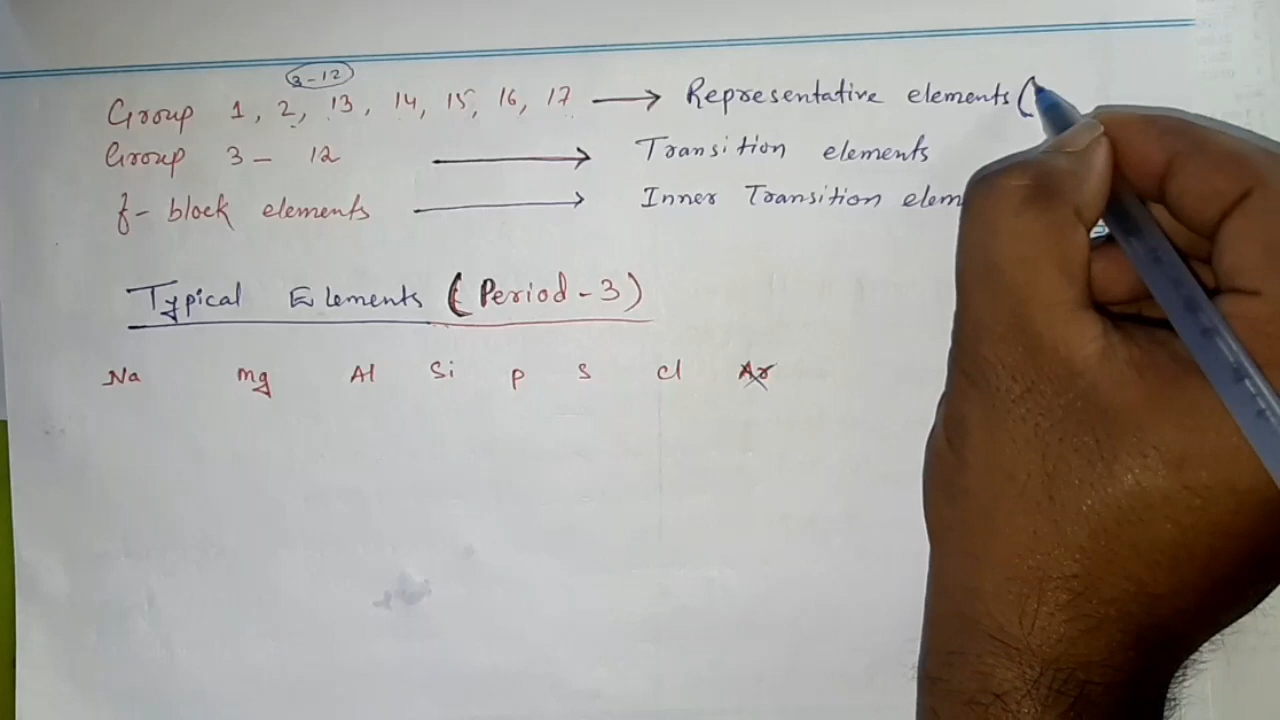 3-12
Group 1, 2, 13, 14, 15, 16, 17 ⟶ Representative elements (
Group 3 - 12 ⟶ Transition elements
f- block elements ⟶ Inner Transition elem
Typical Elements (Period-3)
Na Mg Al Si P S Cl Ar